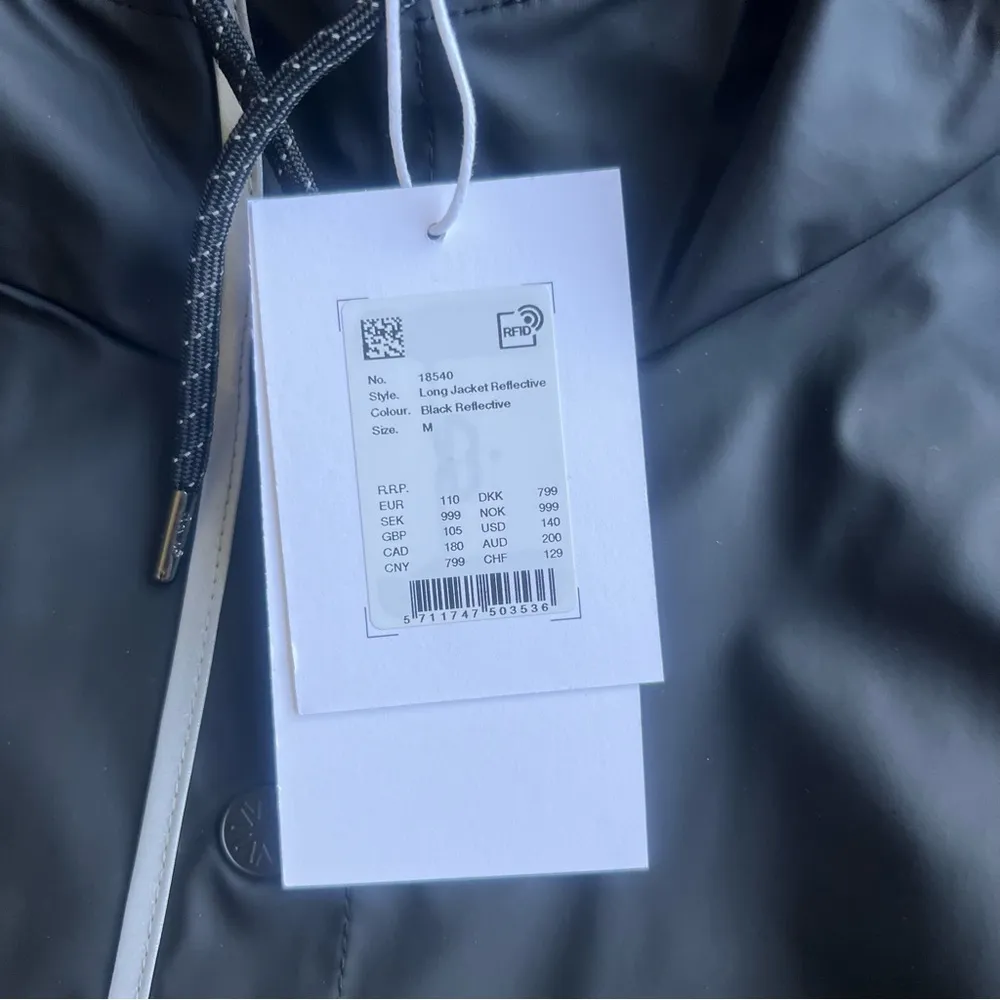 RFID
No. 18540
Style. Long Jacket Reflective
Colour. Black Reflective
Size. M
R.R.P.
EUR 110 DKK 799
SEK 999 NOK 999
GBP 105 USD 140
CAD 180 AUD 200
CNY 799 CHF 129
5 711747 503536